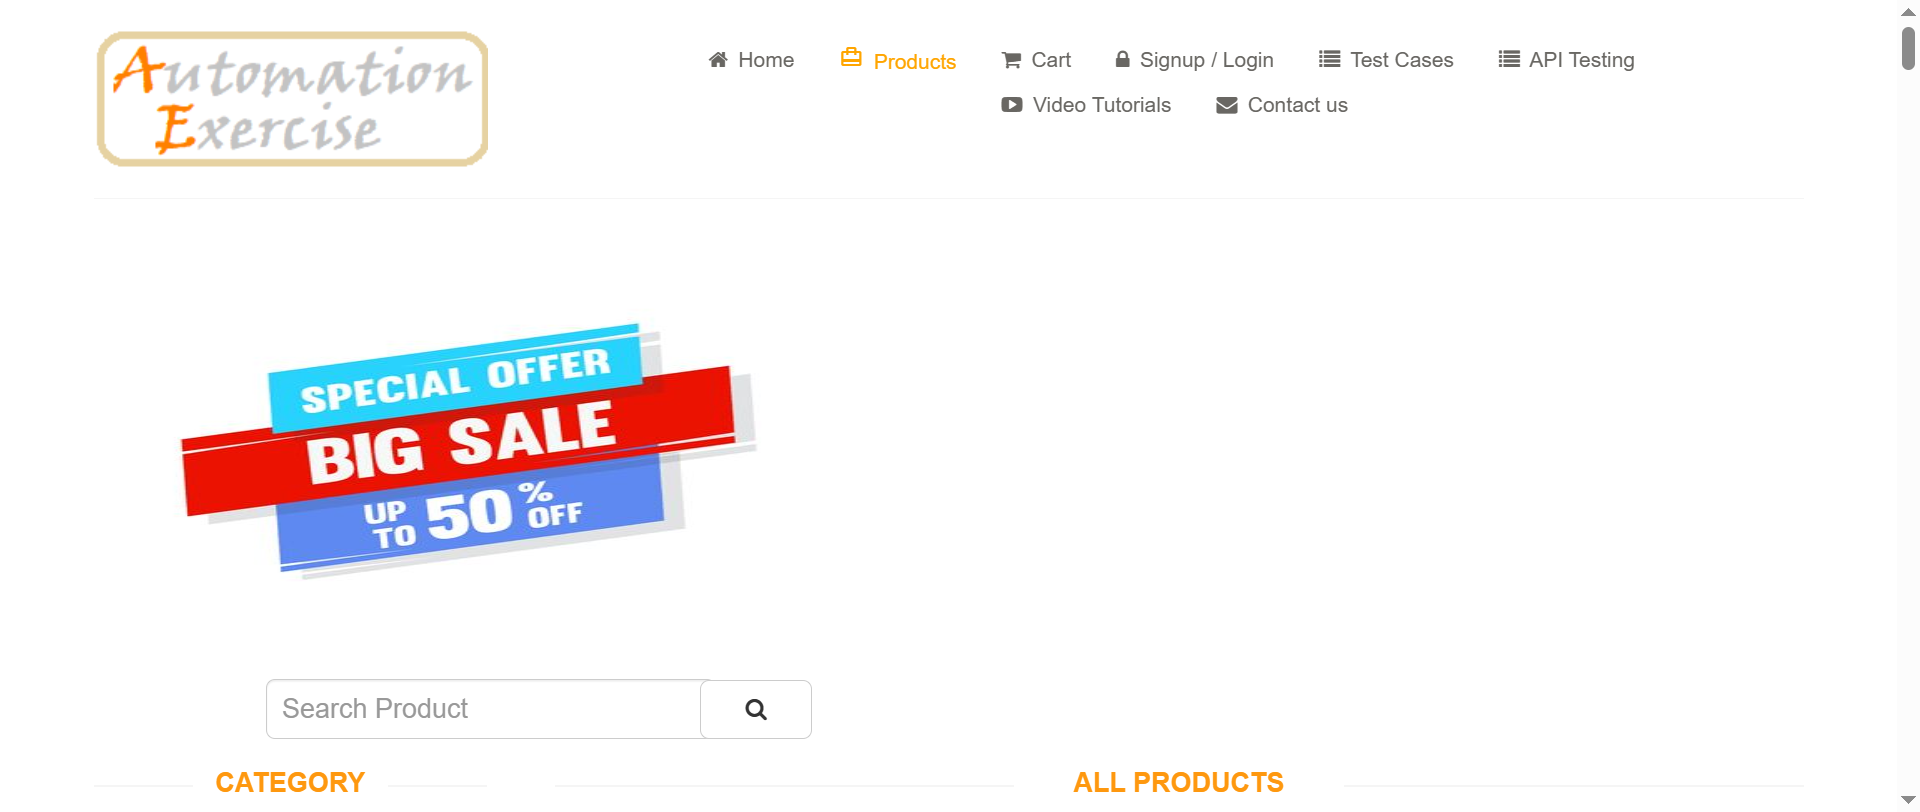 Automation
Exercise
Home Products Cart Signup / Login Test Cases API Testing
Video Tutorials Contact us
SPECIAL OFFER
BIG SALE
UP TO 50 % OFF
Search Product
CATEGORY
ALL PRODUCTS